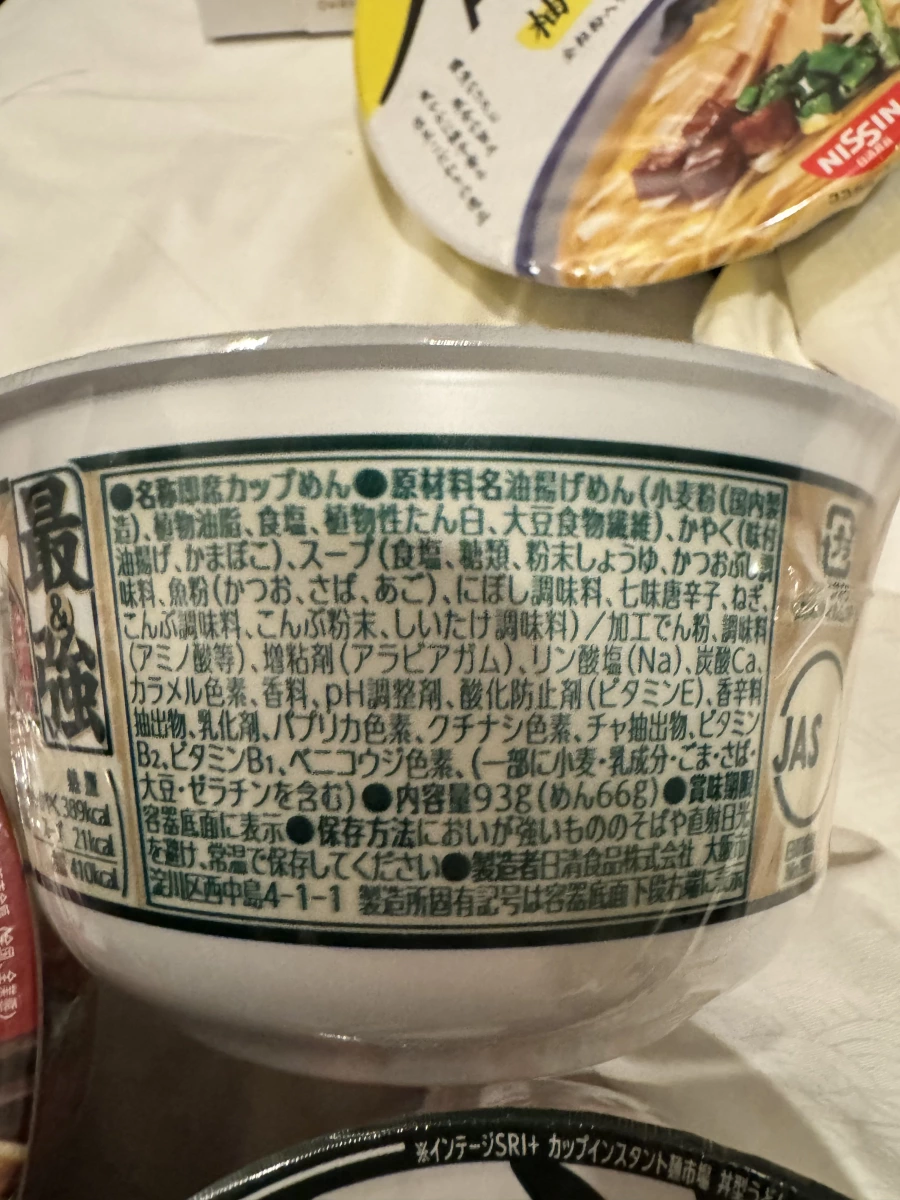 柚
NISSIN
最
&
強
●名称即席カップめん●原材料名油揚げめん(小麦粉(国内製
造)、植物油脂、食塩、植物性たん白、大豆食物繊維)、かやく(味付
油揚げ、かまぼこ)、スープ(食塩、糖類、粉末しょうゆ、かつおぶし調
味料、魚粉(かつお、さば、あご)、にぼし調味料、七味唐辛子、ねぎ、
こんぶ調味料、こんぶ粉末、しいたけ調味料)/加工でん粉、調味料
(アミノ酸等)、増粘剤(アラビアガム)、リン酸塩(Na)、炭酸Ca、
カラメル色素、香料、pH調整剤、酸化防止剤(ビタミンE)、香辛料
抽出物、乳化剤、パプリカ色素、クチナシ色素、チャ抽出物、ビタミン
B2、ビタミンB1、ベニコウジ色素、(一部に小麦・乳成分・ごま・さば・
大豆・ゼラチンを含む)●内容量93g(めん66g)●賞味期限
容器底面に表示●保存方法においが強いもののそばや直射日光
を避け、常温で保存してください●製造者日清食品株式会社 大阪市
淀川区西中島4-1-1 製造所固有記号は容器底面下段右端に表示
389kcal
21kcal
410kcal
JAS
※インテージSRI+ カップインスタント麺市場